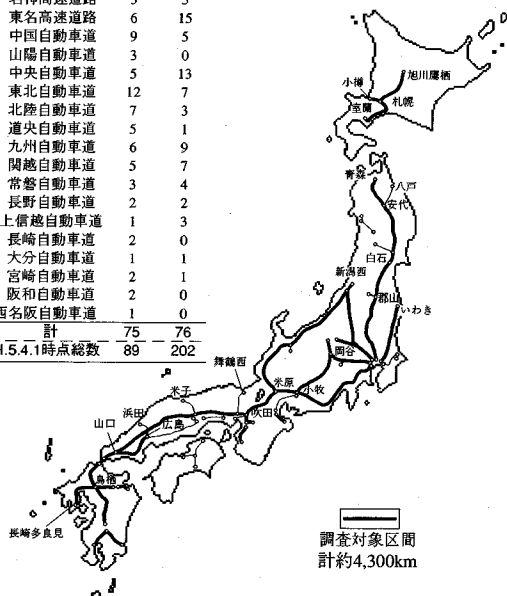 名神高速道路 3 5
東名高速道路 6 15
中国自動車道 9 5
山陽自動車道 3 0
中央自動車道 5 13
東北自動車道 12 7
北陸自動車道 7 3
道央自動車道 5 1
九州自動車道 6 9
関越自動車道 5 7
常磐自動車道 3 4
長野自動車道 2 2
上信越自動車道 1 3
長崎自動車道 2 0
大分自動車道 1 1
宮崎自動車道 2 1
阪和自動車道 2 0
西名阪自動車道 1 0
計 75 76
H.5.4.1時点総数 89 202
旭川鷹栖
小樽
札幌
室蘭
青森
八戸
安代
白石
新潟西
郡山
いわき
岡谷
舞鶴西
米原
小牧
米子
吹田
浜田
広島
山口
鳥栖
長崎多良見
調査対象区間
計約4,300km